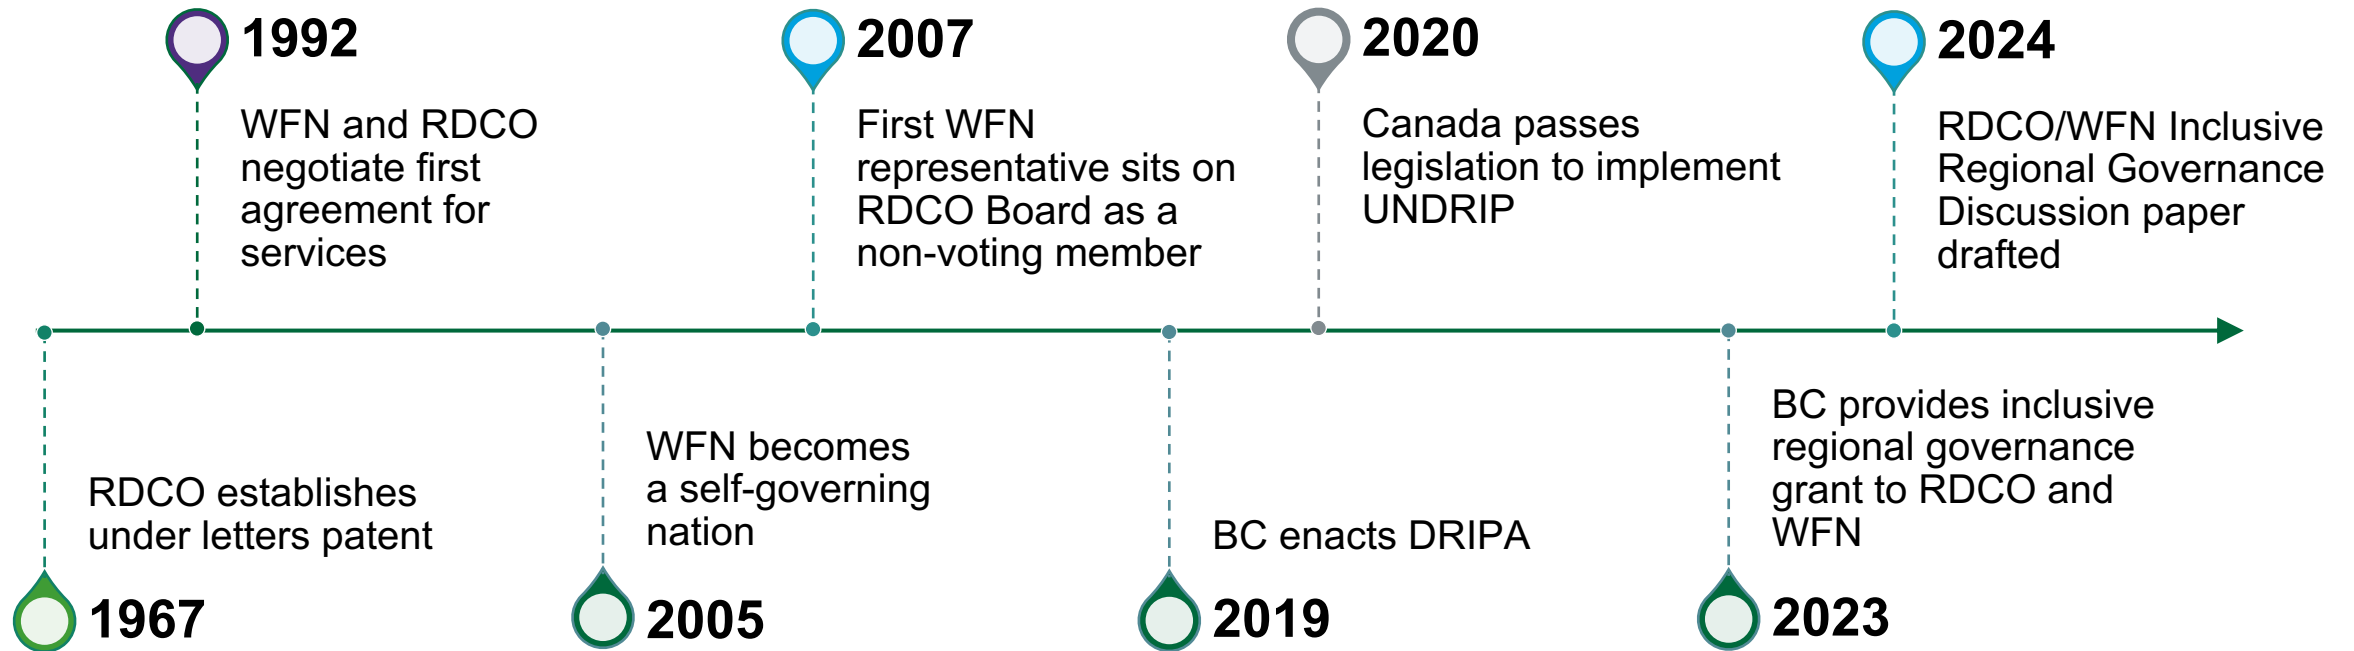 1992
WFN and RDCO
negotiate first
agreement for
services
2007
First WFN
representative sits on
RDCO Board as a
non-voting member
2020
Canada passes
legislation to implement
UNDRIP
2024
RDCO/WFN Inclusive
Regional Governance
Discussion paper
drafted
RDCO establishes
under letters patent
1967
WFN becomes
a self-governing
nation
2005
BC enacts DRIPA
2019
BC provides inclusive
regional governance
grant to RDCO and
WFN
2023